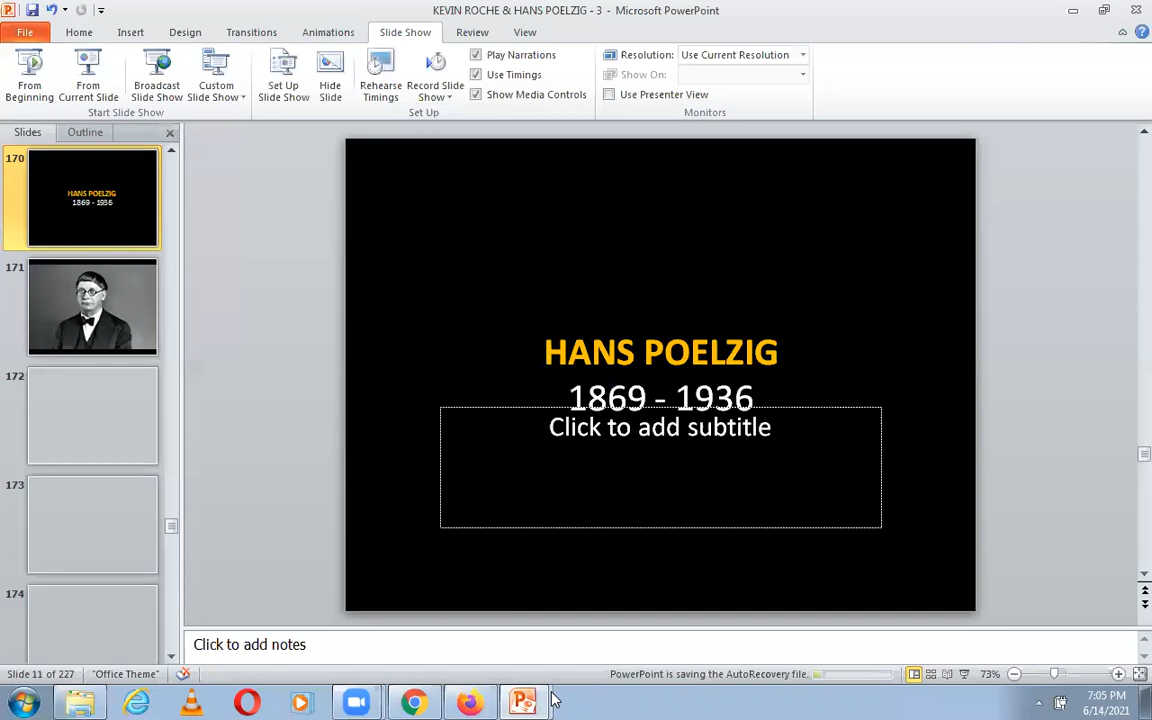 KEVIN ROCHE & HANS POELZIG - 3 - Microsoft PowerPoint
File Home Insert Design Transitions Animations Slide Show Review View
From Beginning
From Current Slide
Broadcast Slide Show
Custom Slide Show
Set Up Slide Show
Hide Slide
Rehearse Timings
Record Slide Show
Play Narrations
Use Timings
Show Media Controls
Resolution: Use Current Resolution
Show On:
Use Presenter View
Start Slide Show
Set Up
Monitors
Slides Outline
170
HANS POELZIG
1869 - 1936
171
172
173
174
HANS POELZIG
1869 - 1936
Click to add subtitle
Click to add notes
Slide 11 of 227 "Office Theme" PowerPoint is saving the AutoRecovery file. 73%
7:05 PM
6/14/2021